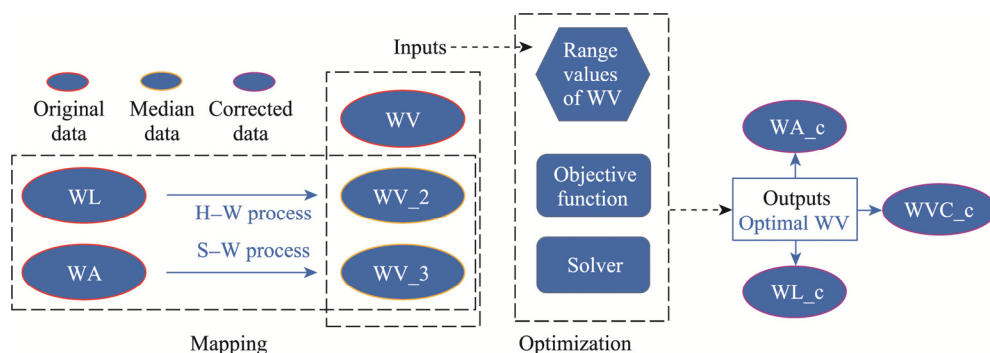 Inputs
Range
values
of WV
Original
data
Median
data
Corrected
data
WV
WL
H–W process
WV_2
WA
S–W process
WV_3
Mapping
Objective
function
Solver
Optimization
WA_c
Outputs
Optimal WV
WVC_c
WL_c